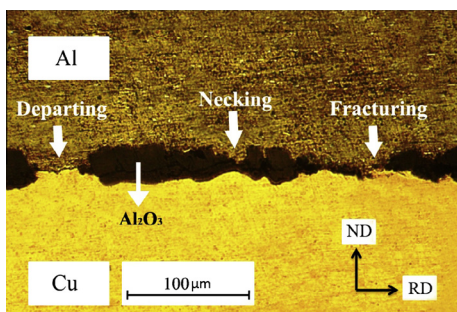 Al
Departing
Necking
Fracturing
Al₂O₃
ND
Cu
100μm
RD